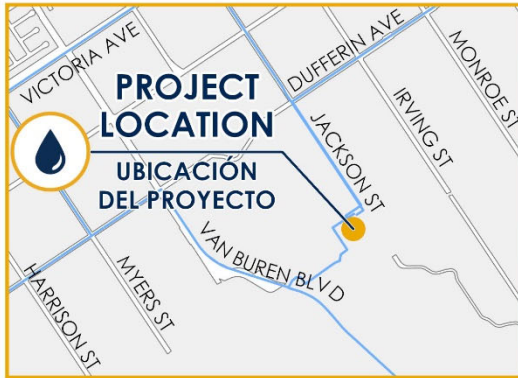 VICTORIA AVE
DUFFERIN AVE
MONROE ST
PROJECT
LOCATION
IRVING ST
JACKSON ST
UBICACIÓN
DEL PROYECTO
VAN BUREN BLVD
MYERS ST
HARRISON ST